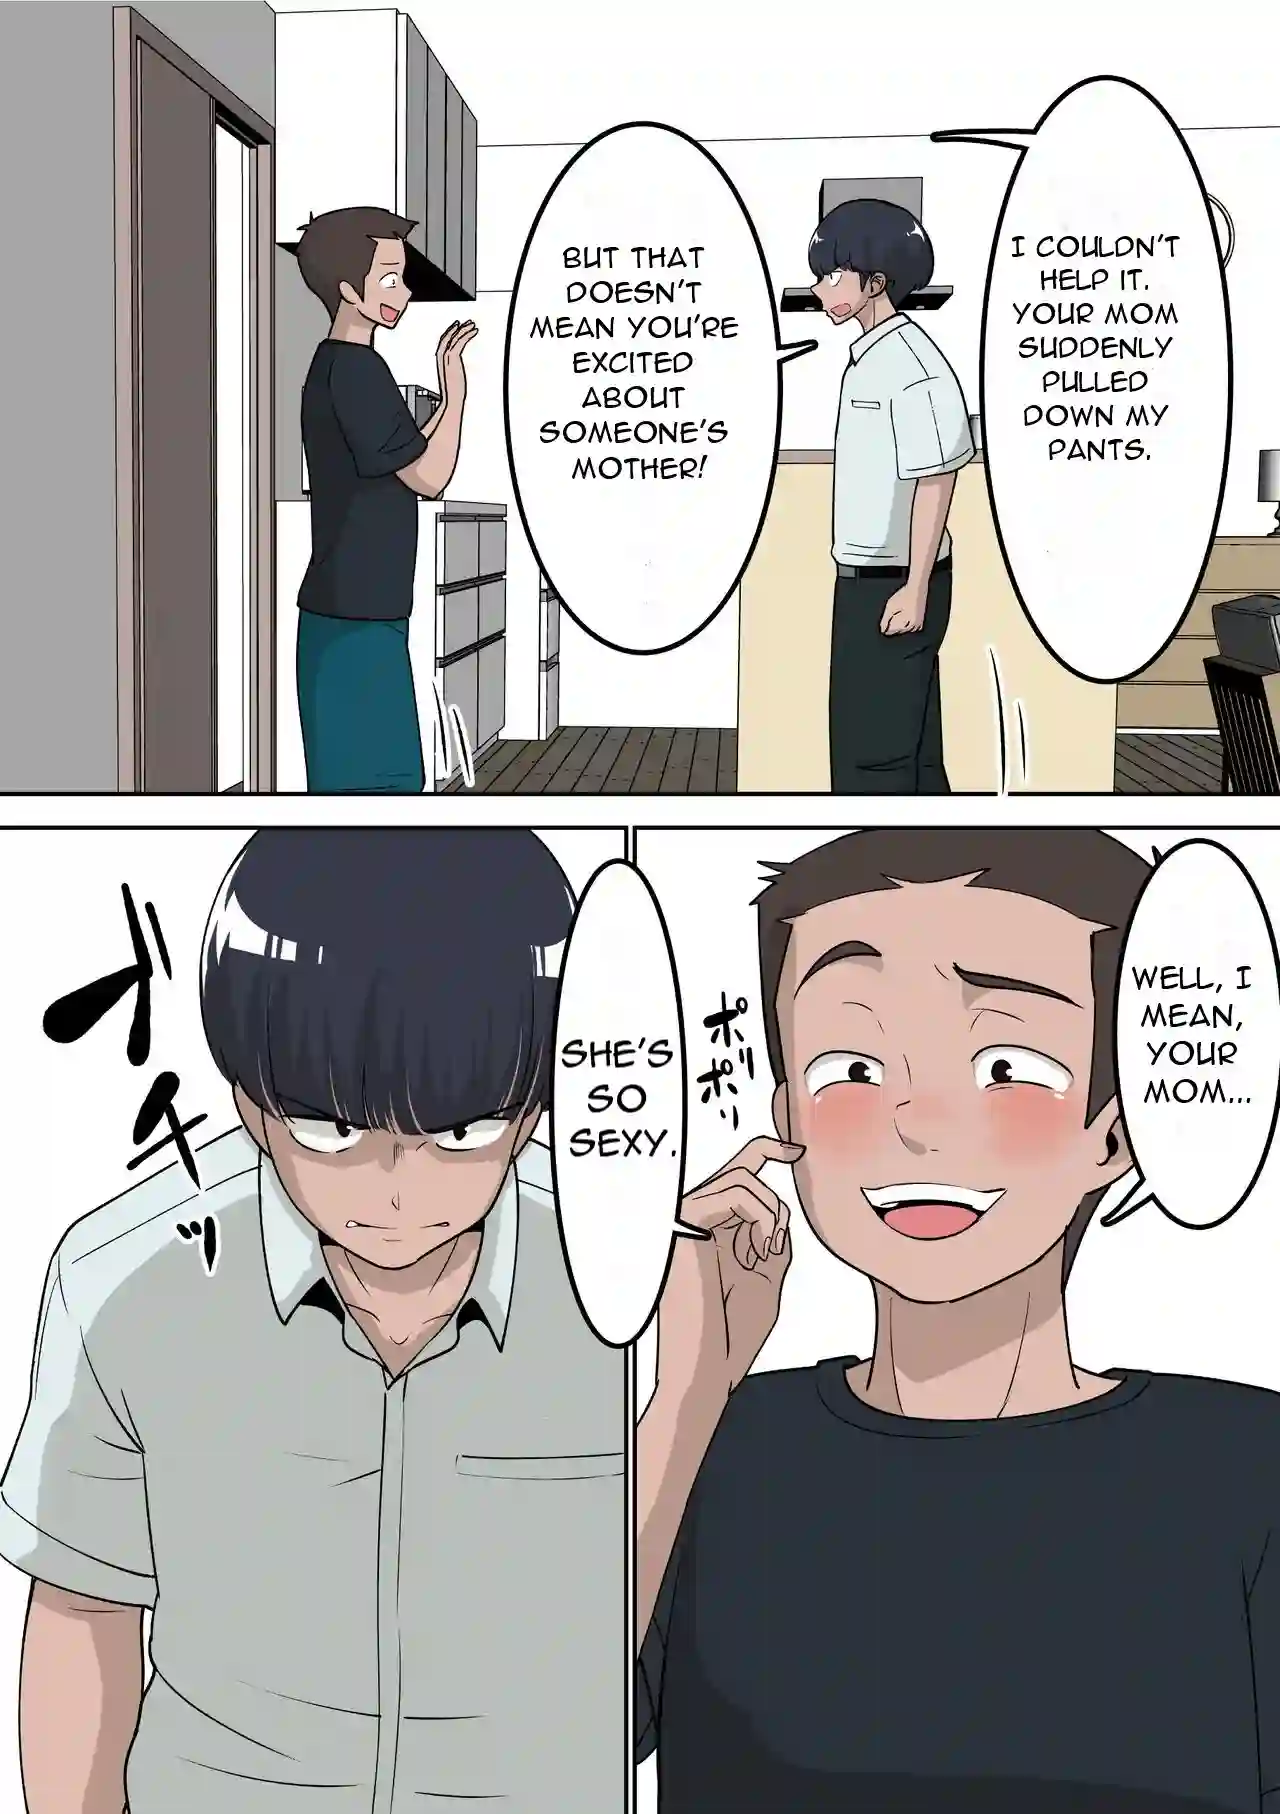 I COULDN'T
HELP IT.
YOUR MOM
SUDDENLY
PULLED
DOWN MY
PANTS.
BUT THAT
DOESN'T
MEAN YOU'RE
EXCITED
ABOUT
SOMEONE'S
MOTHER!
WELL, I
MEAN,
YOUR
MOM...
ポリ
ポリ
SHE'S
SO
SEXY.
イチッ